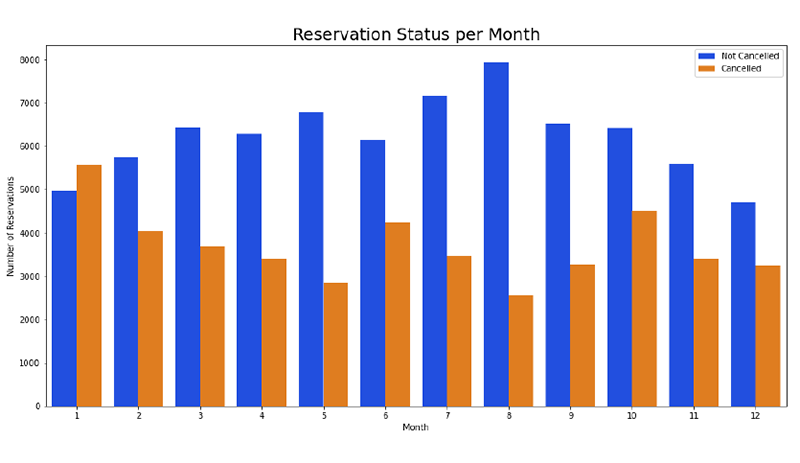 Reservation Status per Month
Not Cancelled
Cancelled
8000
7000
6000
5000
4000
3000
2000
1000
0
Number of Reservations
1 2 3 4 5 6 7 8 9 10 11 12
Month